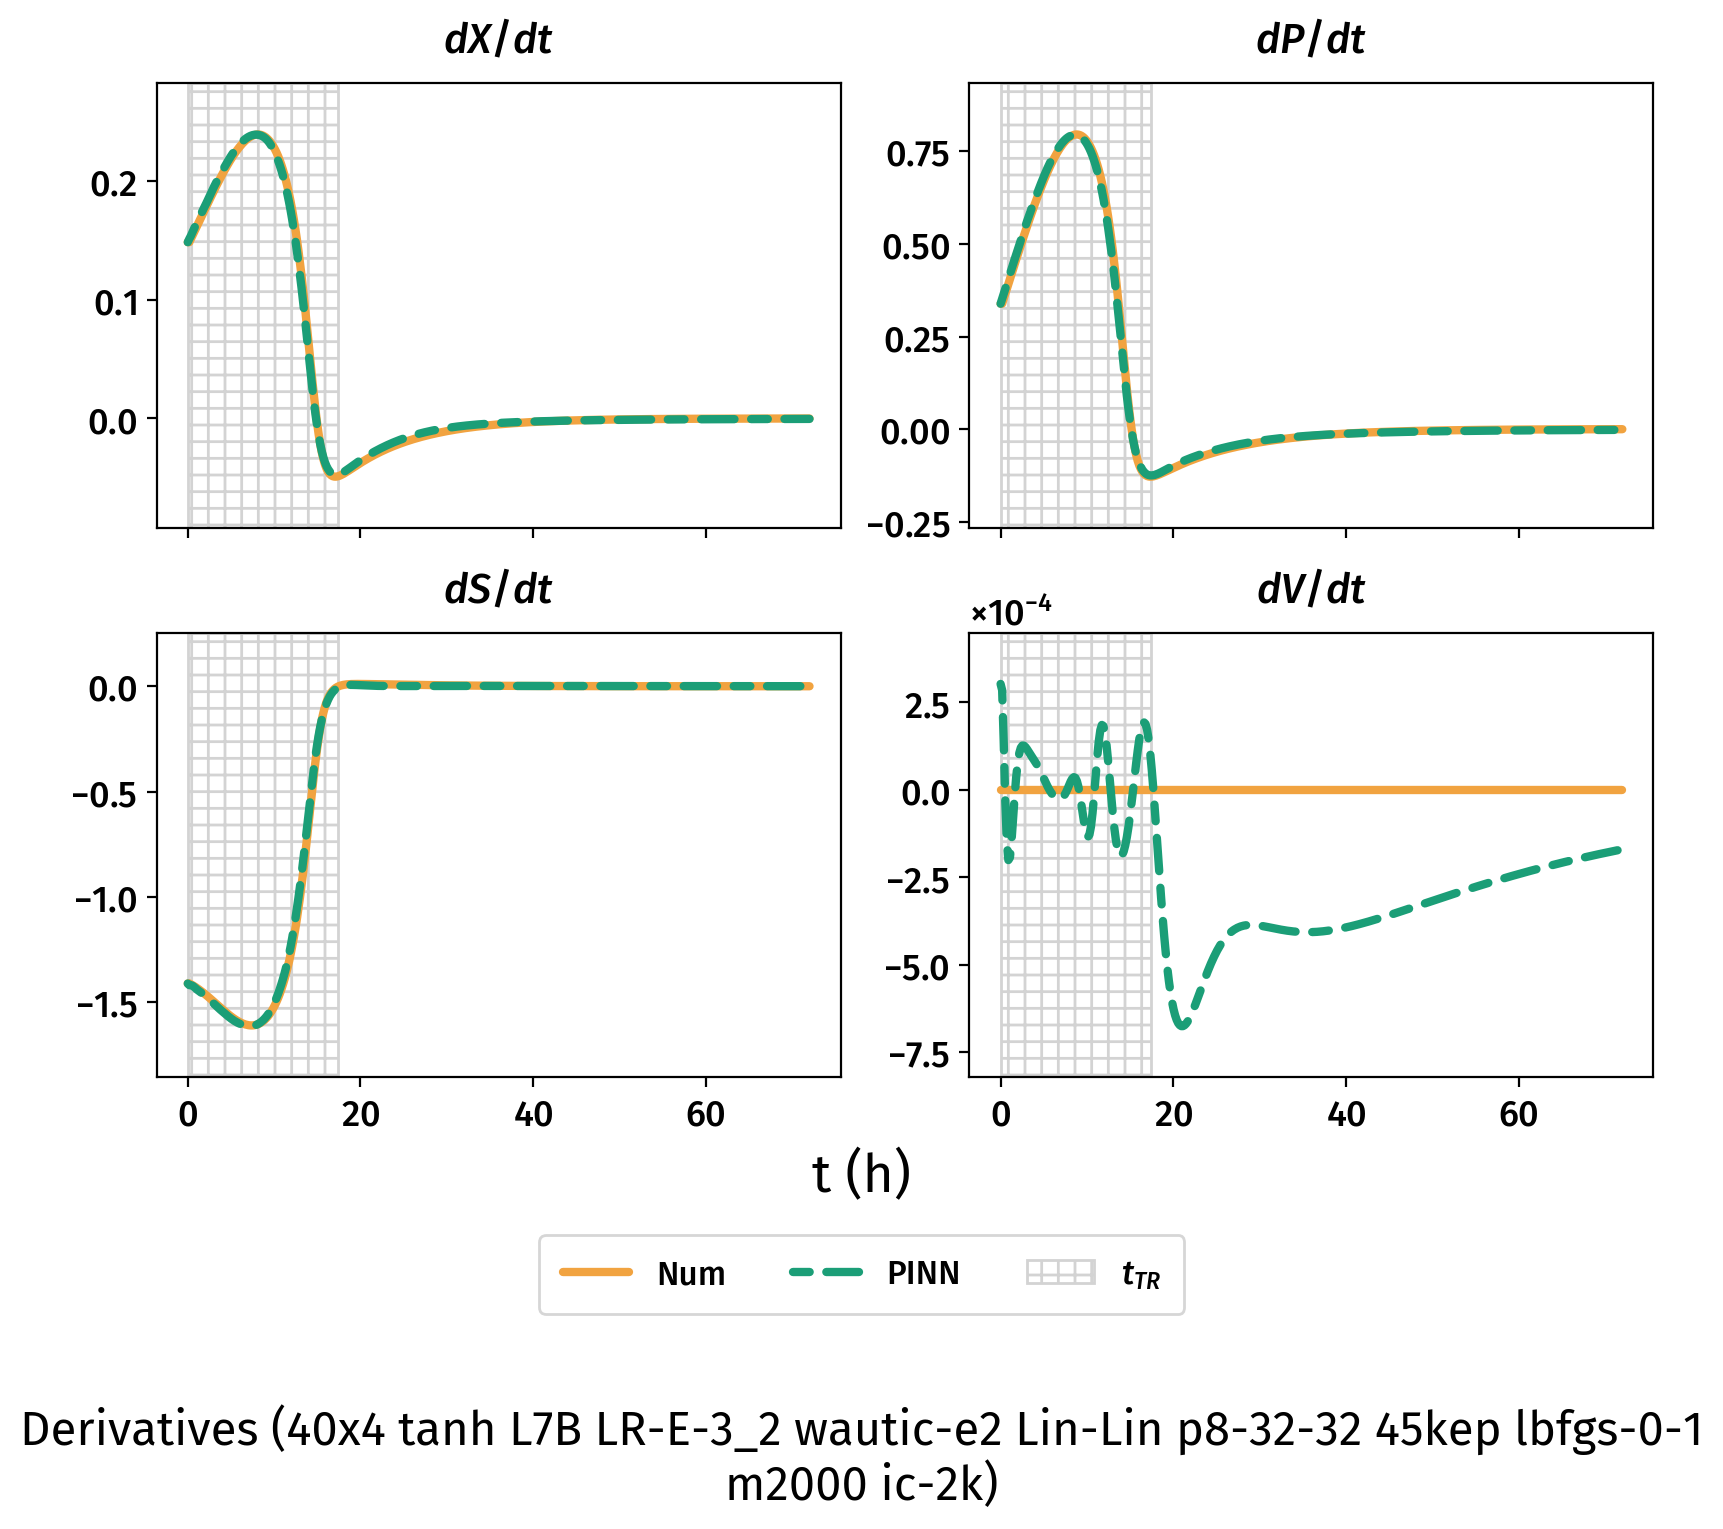 dX/dt
dP/dt
0.2
0.1
0.0
0.75
0.50
0.25
0.00
−0.25
dS/dt
dV/dt
×10⁻⁴
0.0
−0.5
−1.0
−1.5
2.5
0.0
−2.5
−5.0
−7.5
0 20 40 60
0 20 40 60
t (h)
Num PINN t_TR
Derivatives (40x4 tanh L7B LR-E-3_2 wautic-e2 Lin-Lin p8-32-32 45kep lbfgs-0-1
m2000 ic-2k)